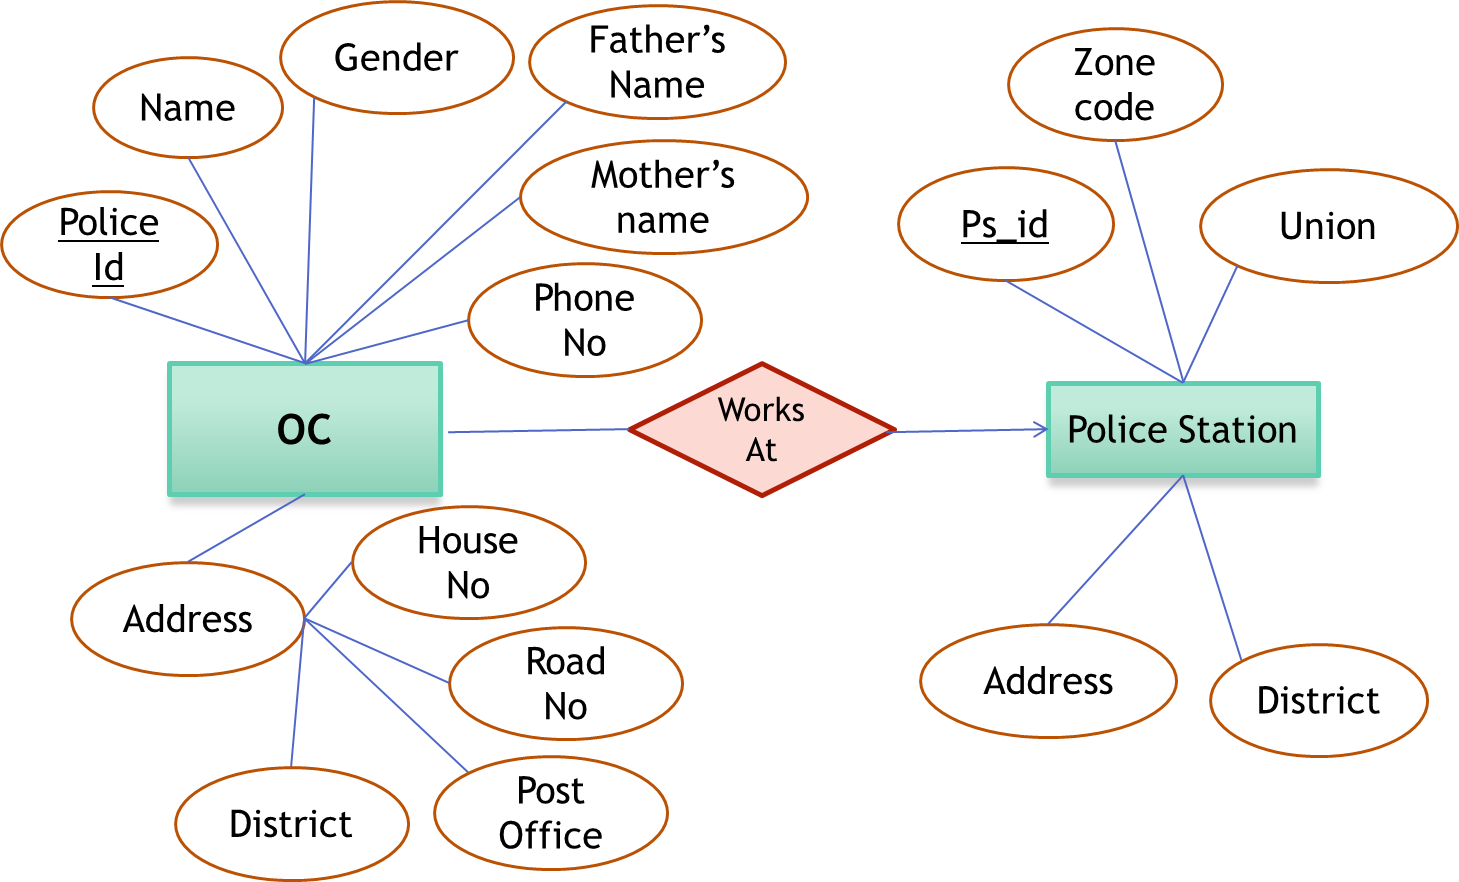 Gender
Father’s
Name
Zone
code
Name
Mother’s
name
Police
Id
Ps_id
Union
Phone
No
OC
Works
At
Police Station
House
No
Address
Road
No
Address
District
Post
Office
District